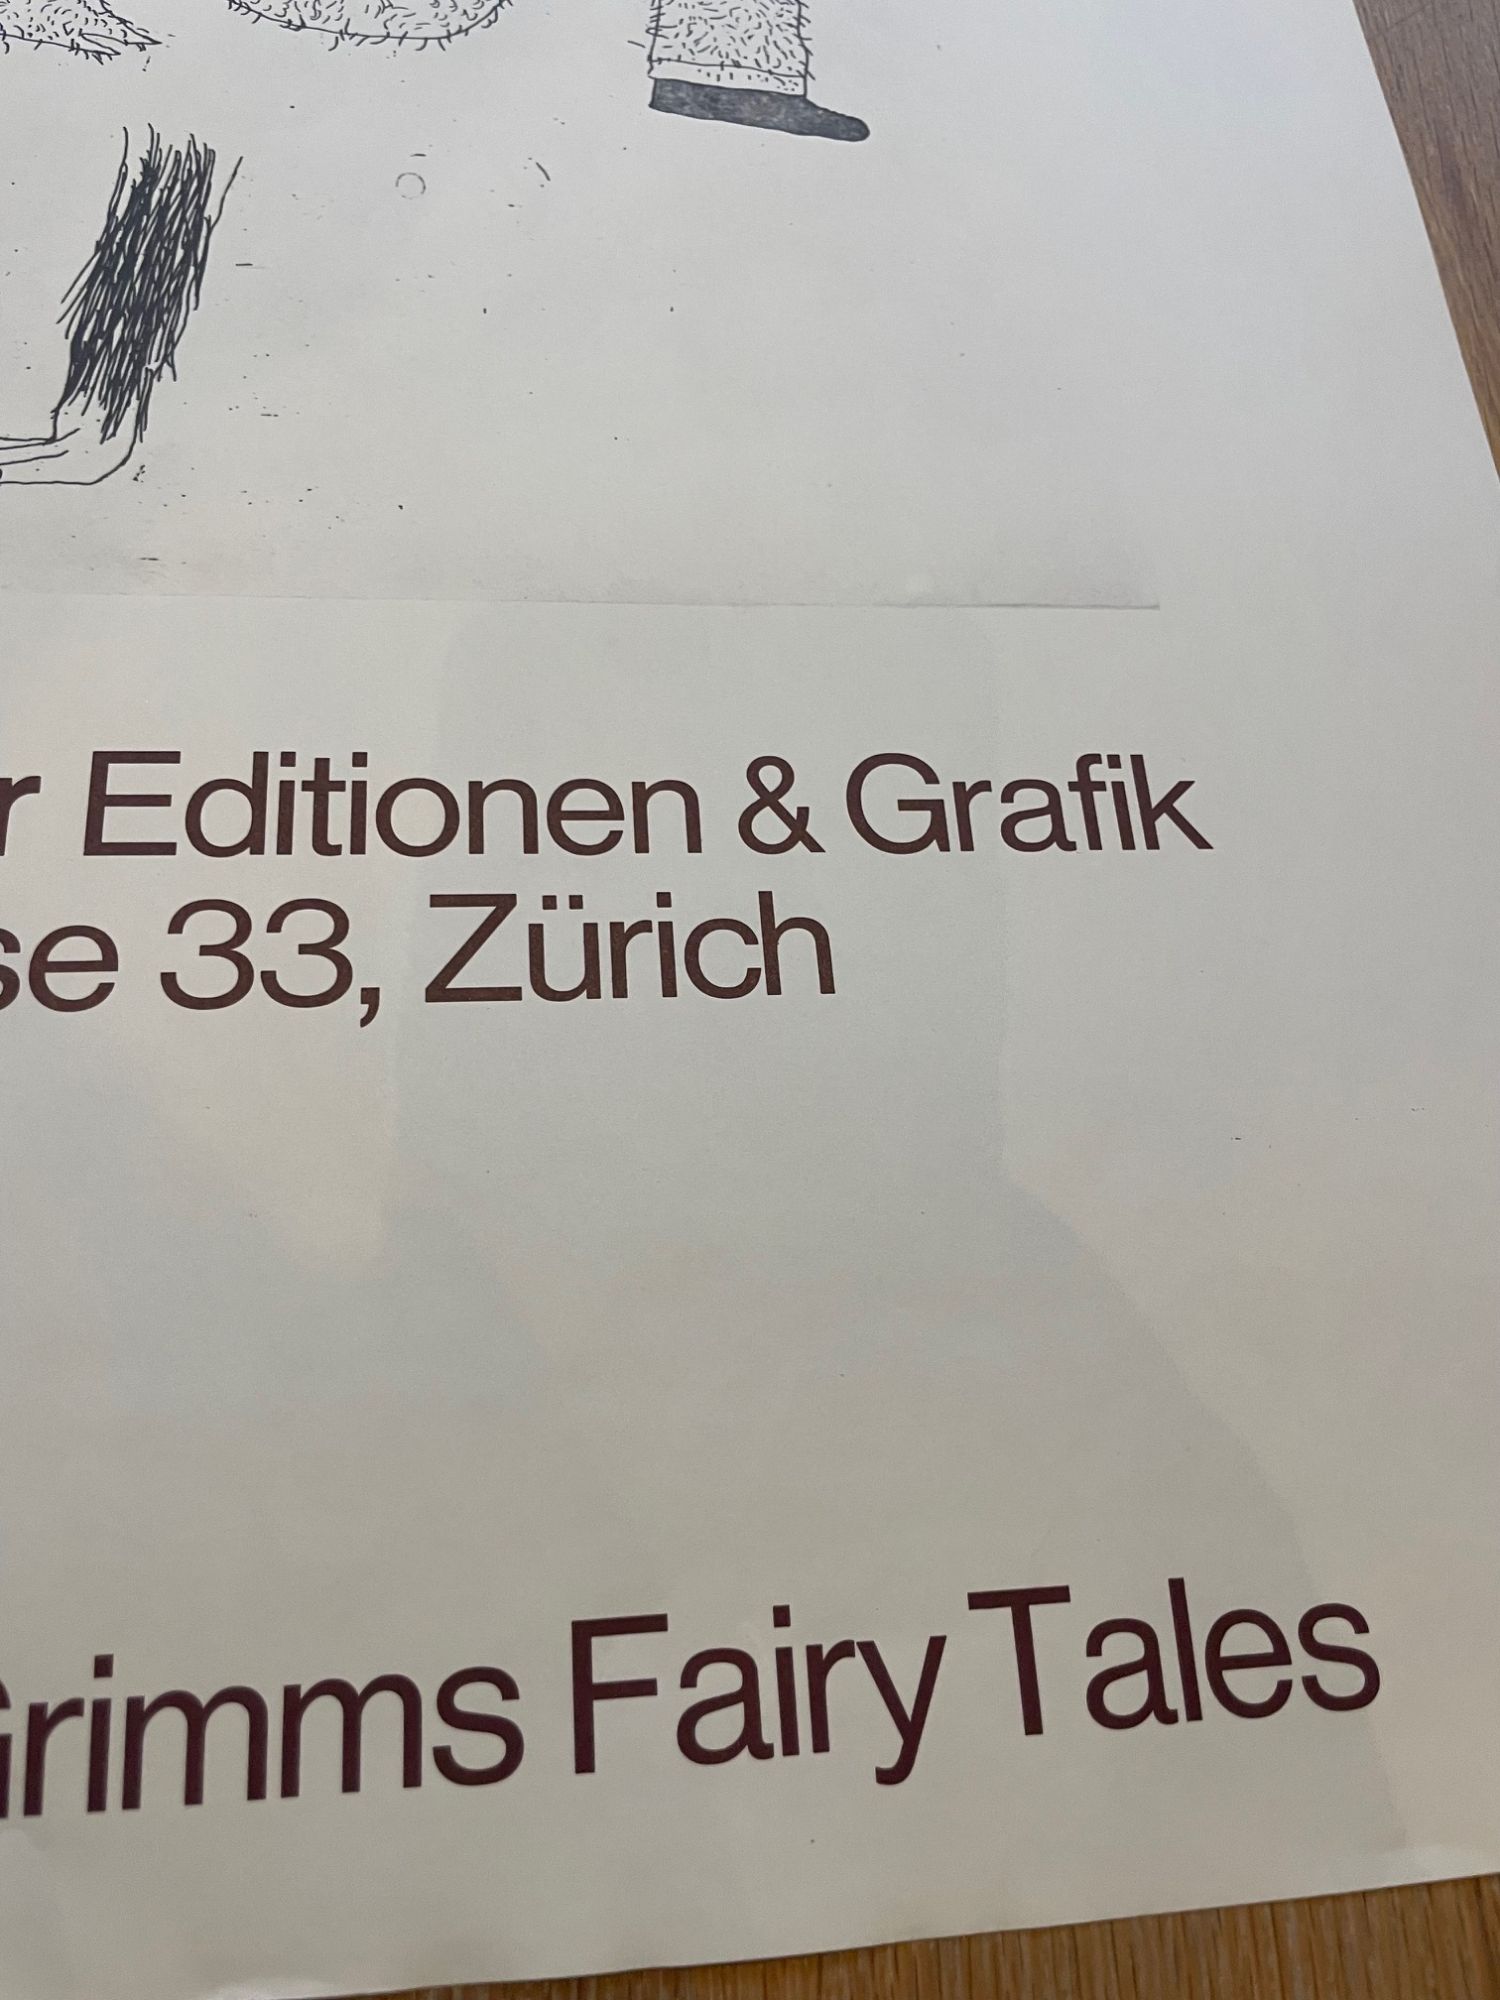 r Editionen & Grafik
se 33, Zürich
Grimms Fairy Tales